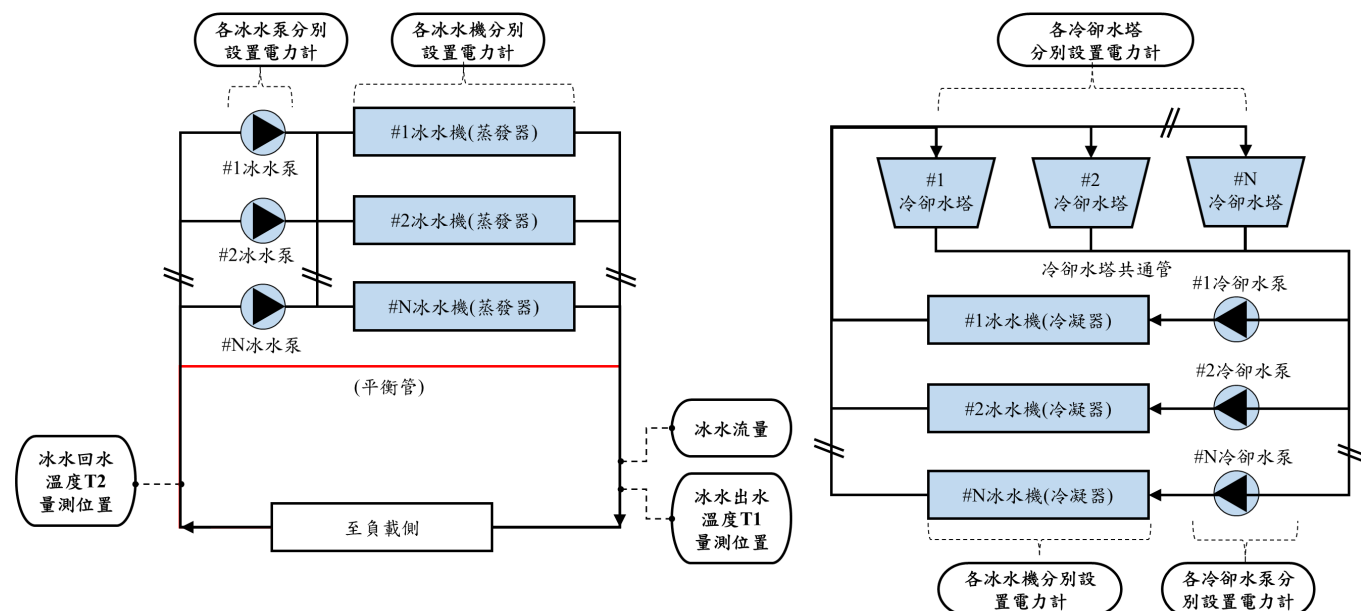 各冰水泵分別
設置電力計
各冰水機分別
設置電力計
#1冰水機(蒸發器)
#1冰水泵
#2冰水機(蒸發器)
#2冰水泵
#N冰水機(蒸發器)
#N冰水泵
(平衡管)
冰水流量
冰水回水
溫度T2
量測位置
冰水出水
溫度T1
量測位置
至負載側
各冷卻水塔
分別設置電力計
#1
冷卻水塔
#2
冷卻水塔
#N
冷卻水塔
冷卻水塔共通管
#1冷卻水泵
#1冰水機(冷凝器)
#2冷卻水泵
#2冰水機(冷凝器)
#N冷卻水泵
#N冰水機(冷凝器)
各冰水機分別設
置電力計
各冷卻水泵分
別設置電力計